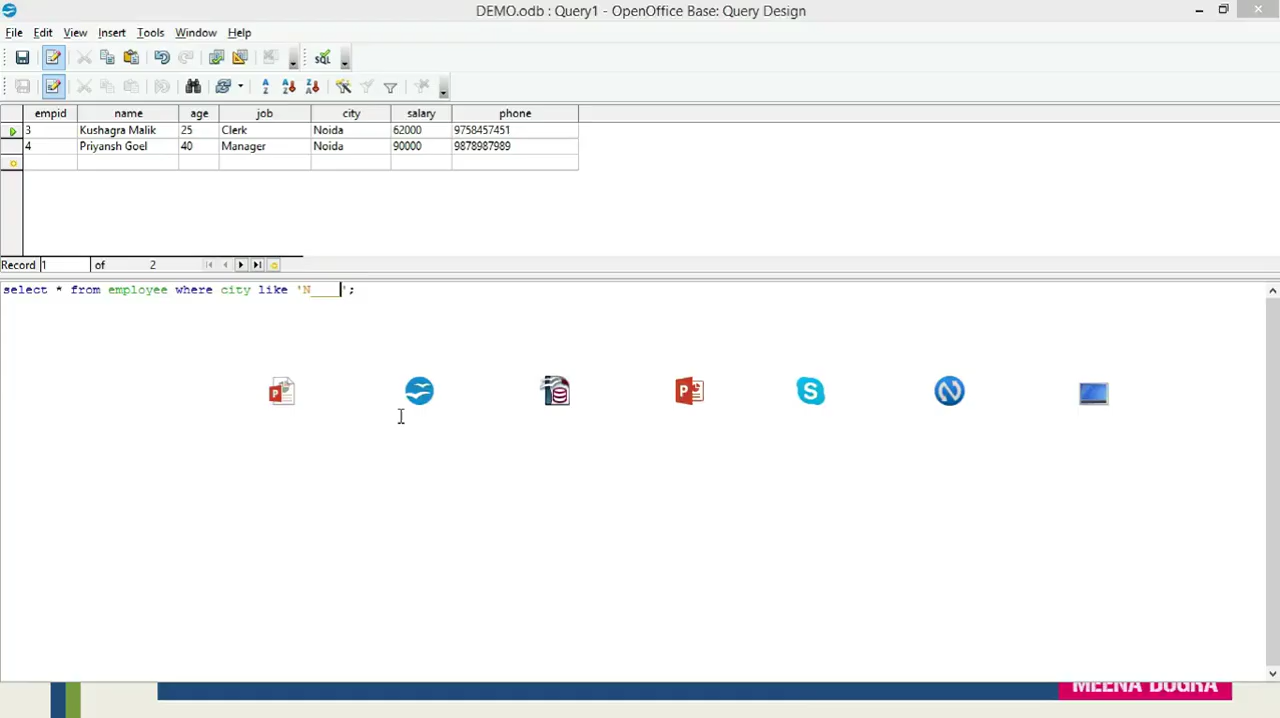 DEMO.odb : Query1 - OpenOffice Base: Query Design
File Edit View Insert Tools Window Help
SQL
empid name age job city salary phone
3 Kushagra Malik 25 Clerk Noida 62000 9758457451
4 Priyansh Goel 40 Manager Noida 90000 9878987989
Record 1 of 2
select * from employee where city like 'N____';
MEENA DOGRA